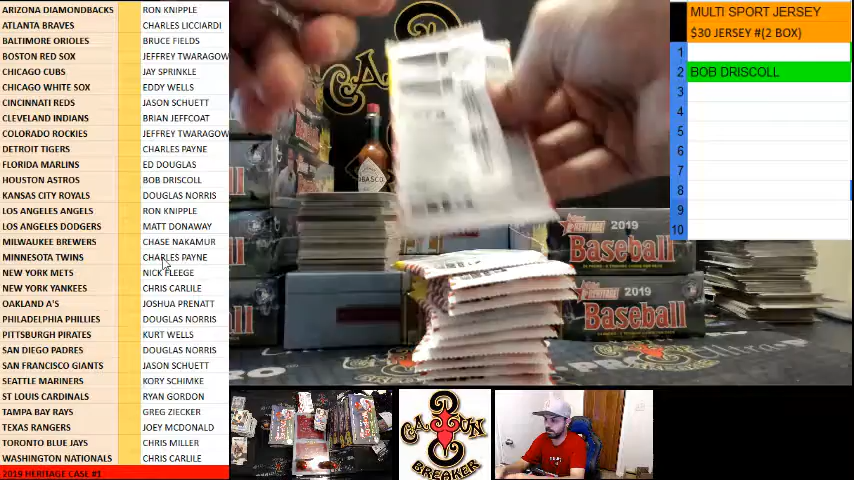 ARIZONA DIAMONDBACKS RON KNIPPLE
ATLANTA BRAVES CHARLES LICCIARDI
BALTIMORE ORIOLES BRUCE FIELDS
BOSTON RED SOX JEFFREY TWARAGOW
CHICAGO CUBS JAY SPRINKLE
CHICAGO WHITE SOX EDDY WELLS
CINCINNATI REDS JASON SCHUETT
CLEVELAND INDIANS BRIAN JEFFCOAT
COLORADO ROCKIES JEFFREY TWARAGOW
DETROIT TIGERS CHARLES PAYNE
FLORIDA MARLINS ED DOUGLAS
HOUSTON ASTROS BOB DRISCOLL
KANSAS CITY ROYALS DOUGLAS NORRIS
LOS ANGELES ANGELS RON KNIPPLE
LOS ANGELES DODGERS MATT DONAWAY
MILWAUKEE BREWERS CHASE NAKAMUR
MINNESOTA TWINS CHARLES PAYNE
NEW YORK METS NICK FLEEGE
NEW YORK YANKEES CHRIS CARLILE
OAKLAND A'S JOSHUA PRENATT
PHILADELPHIA PHILLIES DOUGLAS NORRIS
PITTSBURGH PIRATES KURT WELLS
SAN DIEGO PADRES DOUGLAS NORRIS
SAN FRANCISCO GIANTS JASON SCHUETT
SEATTLE MARINERS KORY SCHIMKE
ST LOUIS CARDINALS RYAN GORDON
TAMPA BAY RAYS GREG ZIECKER
TEXAS RANGERS JOEY MCDONALD
TORONTO BLUE JAYS CHRIS MILLER
WASHINGTON NATIONALS CHRIS CARLILE
2019 HERITAGE CASE #1
MULTI SPORT JERSEY
$30 JERSEY #(2 BOX)
1
2 BOB DRISCOLL
3
4
5
6
7
8
9
10
TABASCO
HERITAGE 2019
Baseball
HERITAGE 2019
Baseball
CAJUN
BREAKER